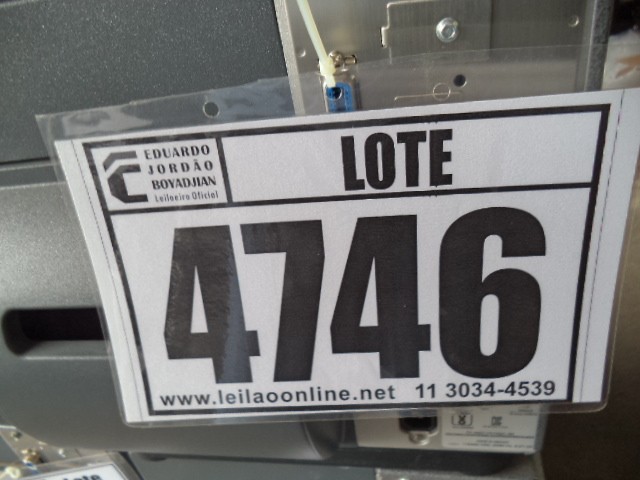 EDUARDO
JORDÃO
BOYADJIAN
Leiloeiro Oficial
LOTE
4746
www.leilaoonline.net 11 3034-4539